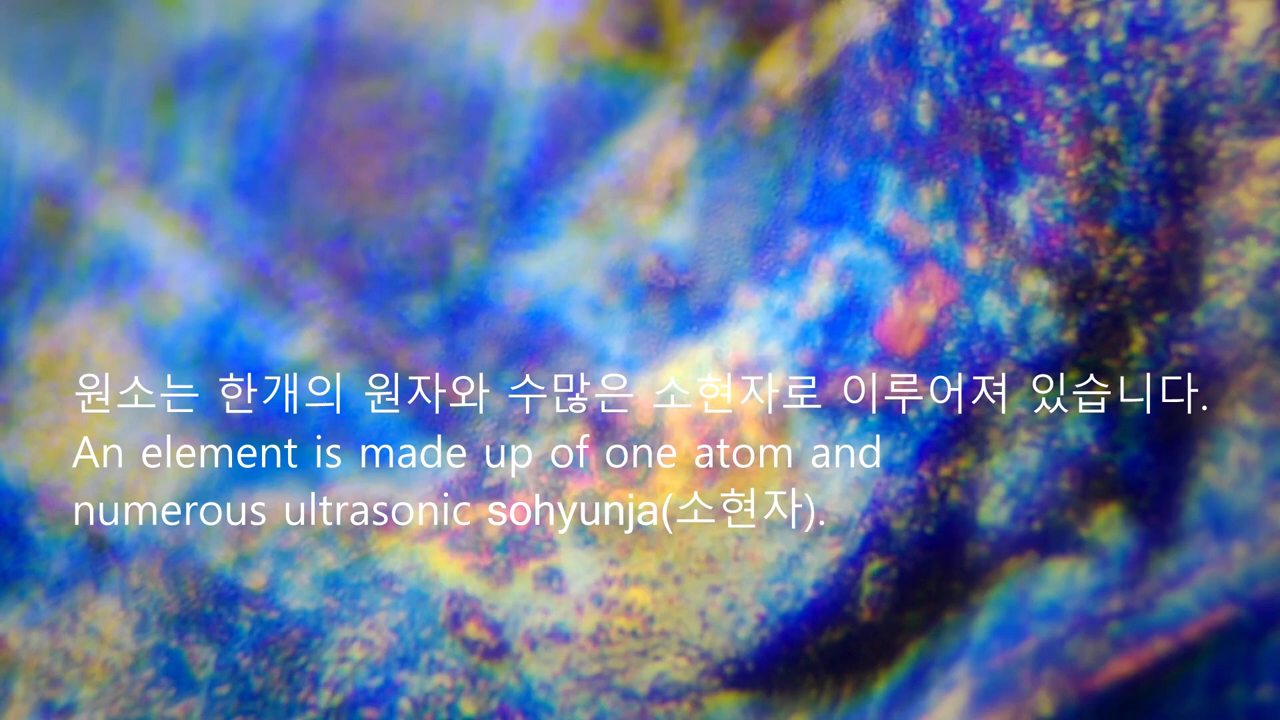 원소는 한개의 원자와 수많은 소현자로 이루어져 있습니다.
An element is made up of one atom and
numerous ultrasonic sohyunja(소현자).